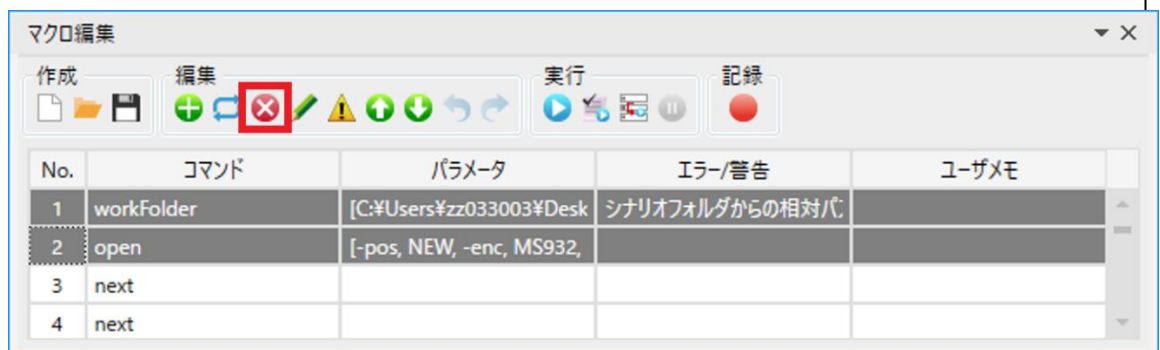 マクロ編集
作成 編集 実行 記録
No. コマンド パラメータ エラー/警告 ユーザメモ
1 workFolder [C:¥Users¥zz033003¥Desk シナリオフォルダからの相対パ
2 open [-pos, NEW, -enc, MS932,
3 next
4 next